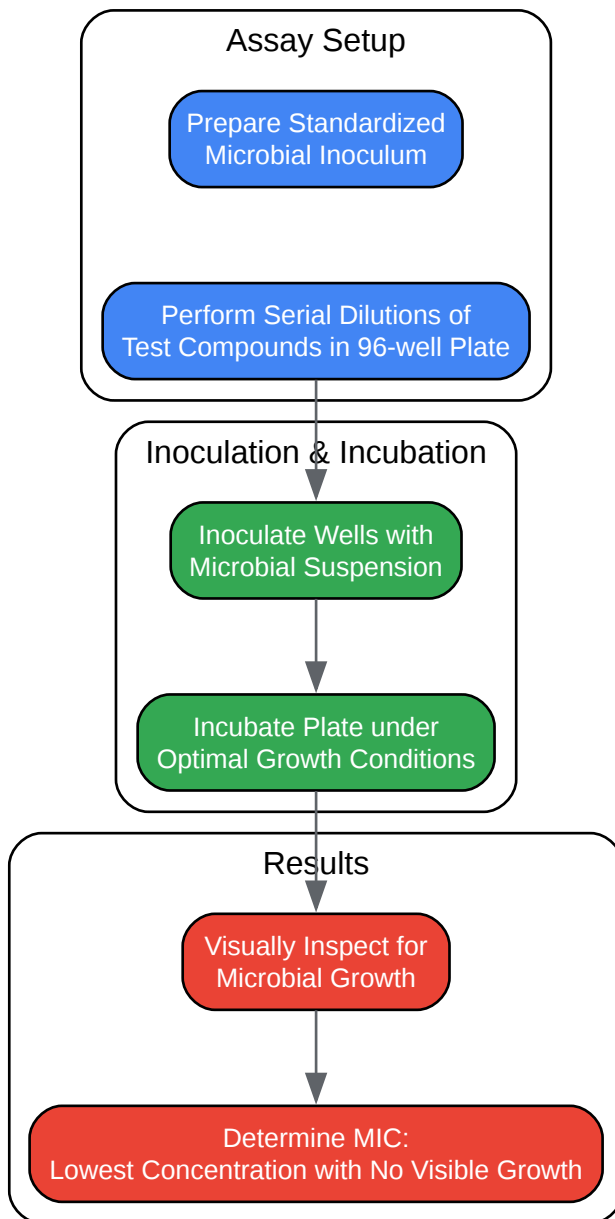 Assay Setup
Prepare Standardized
Microbial Inoculum
Perform Serial Dilutions of
Test Compounds in 96-well Plate
Inoculation & Incubation
Inoculate Wells with
Microbial Suspension
Incubate Plate under
Optimal Growth Conditions
Results
Visually Inspect for
Microbial Growth
Determine MIC:
Lowest Concentration with No Visible Growth